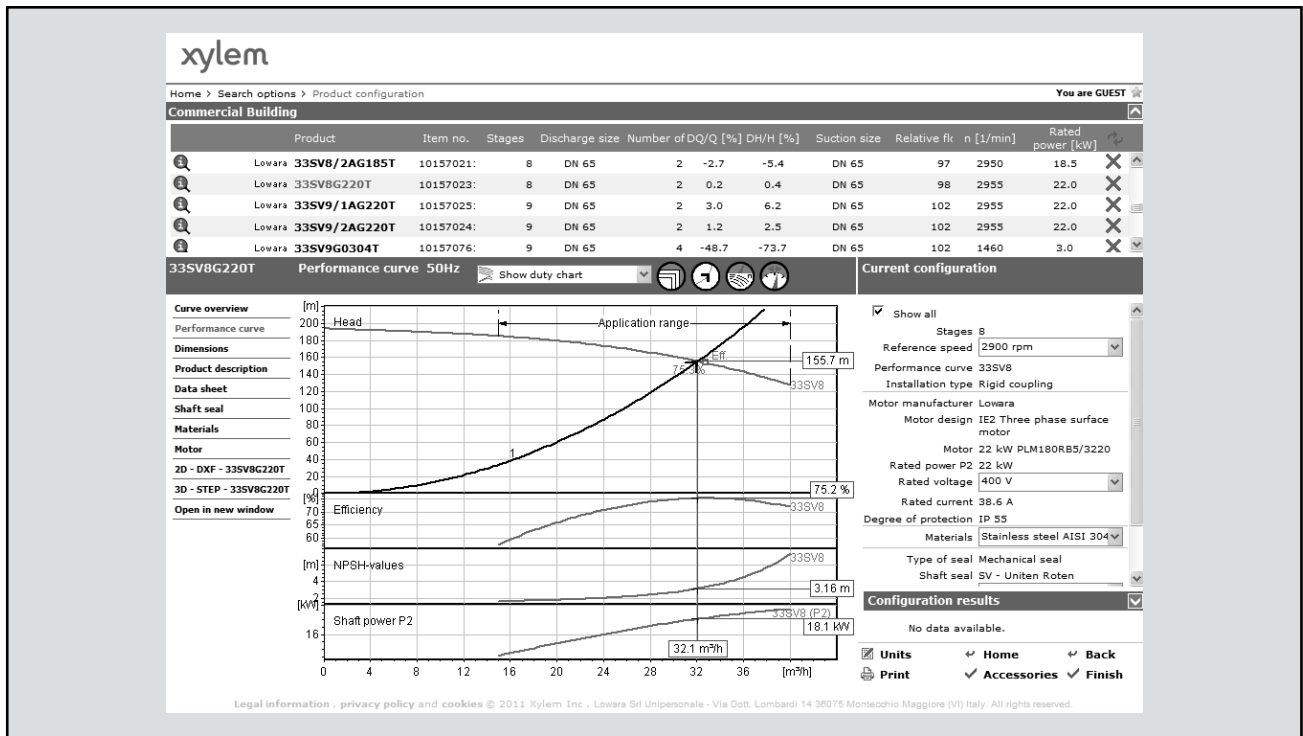 xylem
Home > Search options > Product configuration You are GUEST
Commercial Building
Product Item no. Stages Discharge size Number of DQ/Q [%] DH/H [%] Suction size Relative flc n [1/min] Rated power [kW]
Lowara 33SV8/2AG185T 10157021: 8 DN 65 2 -2.7 -5.4 DN 65 97 2950 18.5
Lowara 33SV8G220T 10157023: 8 DN 65 2 0.2 0.4 DN 65 98 2955 22.0
Lowara 33SV9/1AG220T 10157025: 9 DN 65 2 3.0 6.2 DN 65 102 2955 22.0
Lowara 33SV9/2AG220T 10157024: 9 DN 65 2 1.2 2.5 DN 65 102 2955 22.0
Lowara 33SV9G0304T 10157076: 9 DN 65 4 -48.7 -73.7 DN 65 102 1460 3.0
33SV8G220T Performance curve 50Hz Show duty chart Current configuration
Curve overview
Performance curve
Dimensions
Product description
Data sheet
Shaft seal
Materials
Motor
2D - DXF - 33SV8G220T
3D - STEP - 33SV8G220T
Open in new window
[m]
Head Application range
200
180
160
140
120
100
80
60
40
20
0
Eff.
75.3%
155.7 m
33SV8
1
[%]
Efficiency
70
65
60
75.2 %
33SV8
[m]
NPSH-values
4
2
33SV8
3.16 m
[kW]
Shaft power P2
16
33SV8 (P2)
18.1 kW
32.1 m³/h
0 4 8 12 16 20 24 28 32 36 [m³/h]
Show all
Stages 8
Reference speed 2900 rpm
Performance curve 33SV8
Installation type Rigid coupling
Motor manufacturer Lowara
Motor design IE2 Three phase surface
motor
Motor 22 kW PLM180RB5/3220
Rated power P2 22 kW
Rated voltage 400 V
Rated current 38.6 A
Degree of protection IP 55
Materials Stainless steel AISI 304
Type of seal Mechanical seal
Shaft seal SV - Uniten Roten
Configuration results
No data available.
Units Home Back
Print Accessories Finish
Legal information , privacy policy and cookies © 2011 Xylem Inc . Lowara Srl Unipersonale - Via Dott. Lombardi 14 36075 Montecchio Maggiore (VI) Italy. All rights reserved.